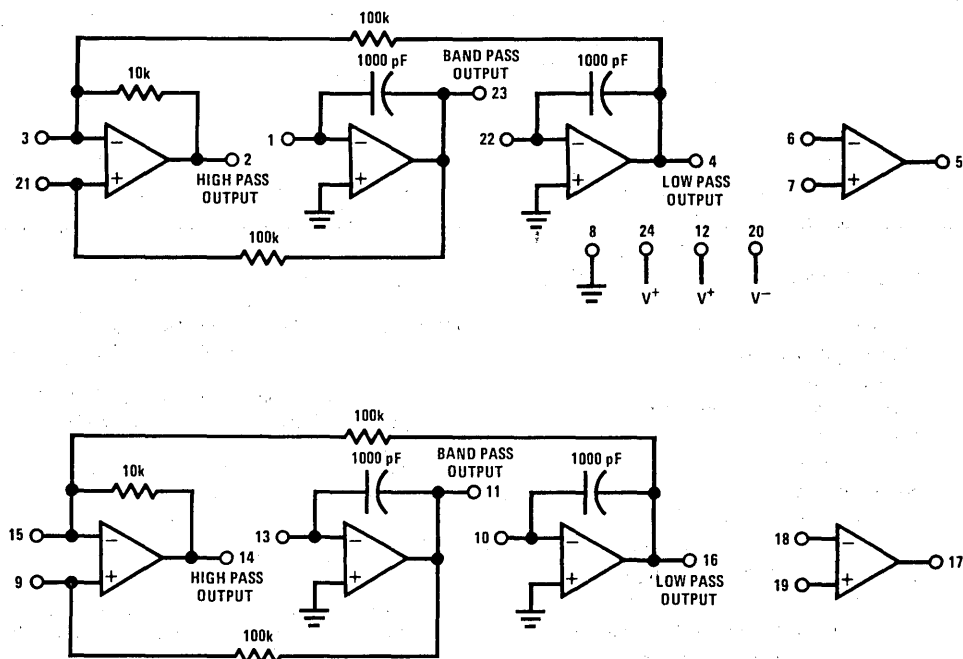 100k
10k
1000 pF
BAND PASS
OUTPUT
23
1000 pF
3
−
21
+
2
HIGH PASS
OUTPUT
1
−
+
22
−
+
4
LOW PASS
OUTPUT
6
−
7
+
5
100k
8
24
12
20
V+
V+
V−
100k
10k
1000 pF
BAND PASS
OUTPUT
11
1000 pF
15
−
9
+
14
HIGH PASS
OUTPUT
13
−
+
10
−
+
16
LOW PASS
OUTPUT
18
−
19
+
17
100k